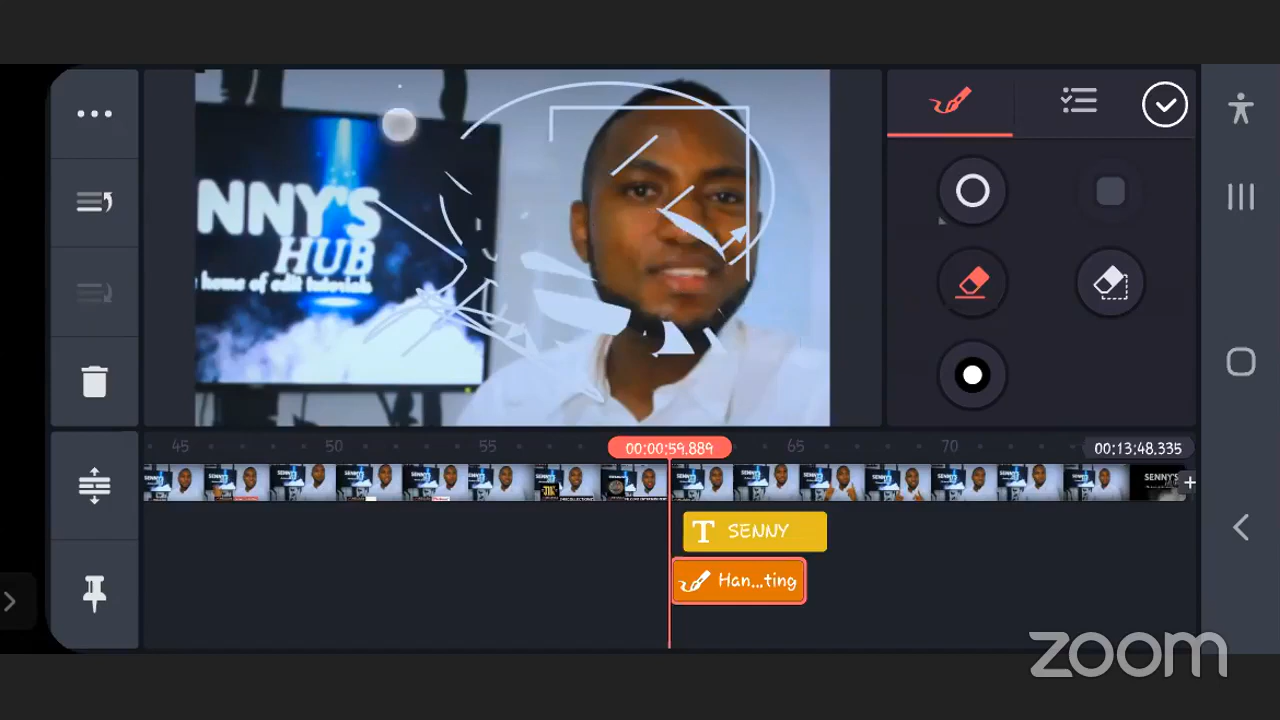 NNY'S
HUB
home of edit tutorials
45
50
55
00:00:59.889
65
70
00:13:48.335
T SENNY
Han...ting
zoom